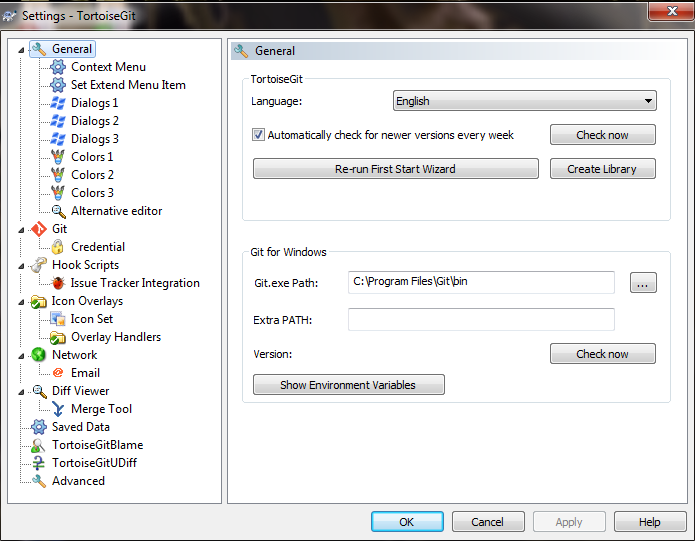 Settings - TortoiseGit
General
Context Menu
Set Extend Menu Item
Dialogs 1
Dialogs 2
Dialogs 3
Colors 1
Colors 2
Colors 3
Alternative editor
Git
Credential
Hook Scripts
Issue Tracker Integration
Icon Overlays
Icon Set
Overlay Handlers
Network
Email
Diff Viewer
Merge Tool
Saved Data
TortoiseGitBlame
TortoiseGitUDiff
Advanced
General
TortoiseGit
Language: English
Automatically check for newer versions every week Check now
Re-run First Start Wizard Create Library
Git for Windows
Git.exe Path: C:\Program Files\Git\bin ...
Extra PATH:
Version: Check now
Show Environment Variables
OK Cancel Apply Help